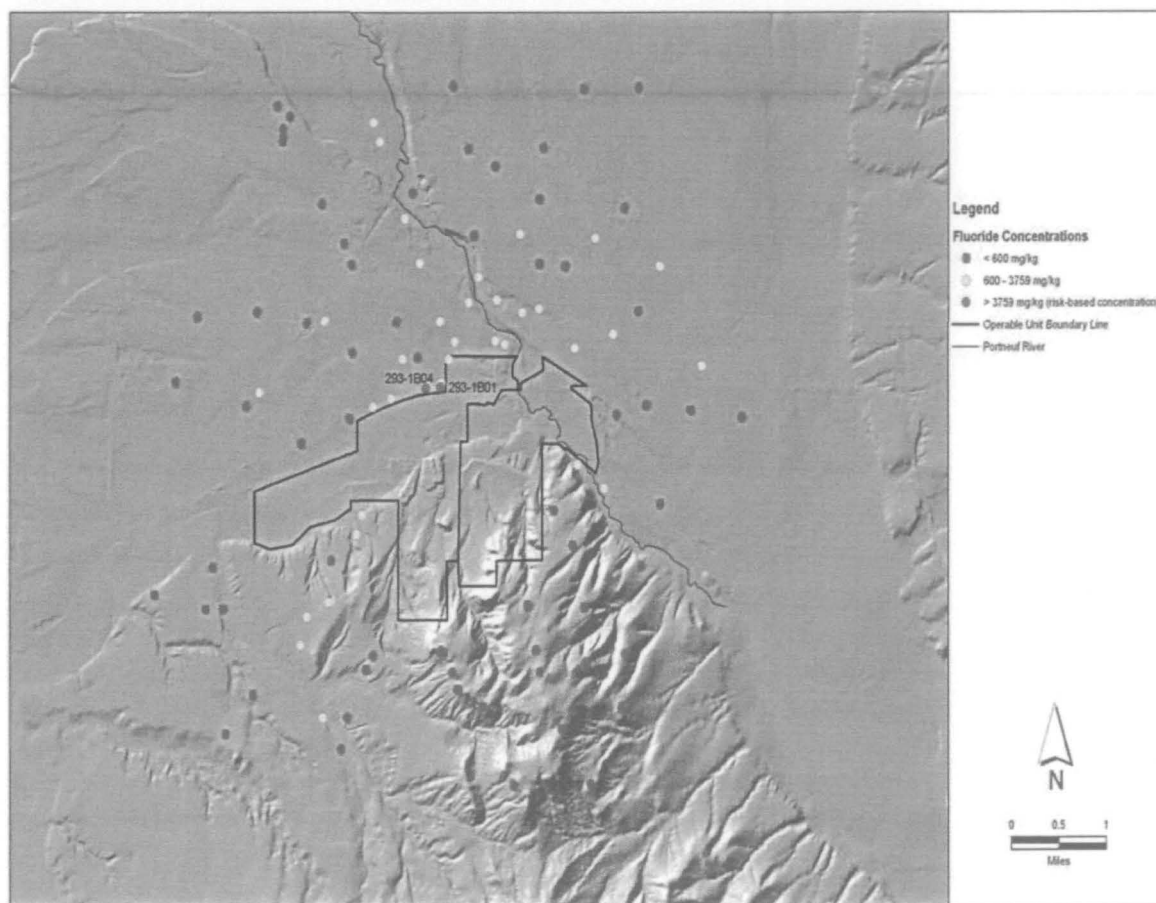 Legend
Fluoride Concentrations
< 600 mg/kg
600 - 3759 mg/kg
> 3759 mg/kg (risk-based concentration)
Operable Unit Boundary Line
Portneuf River
293-1B04 293-1B01
N
0 0.5 1
Miles